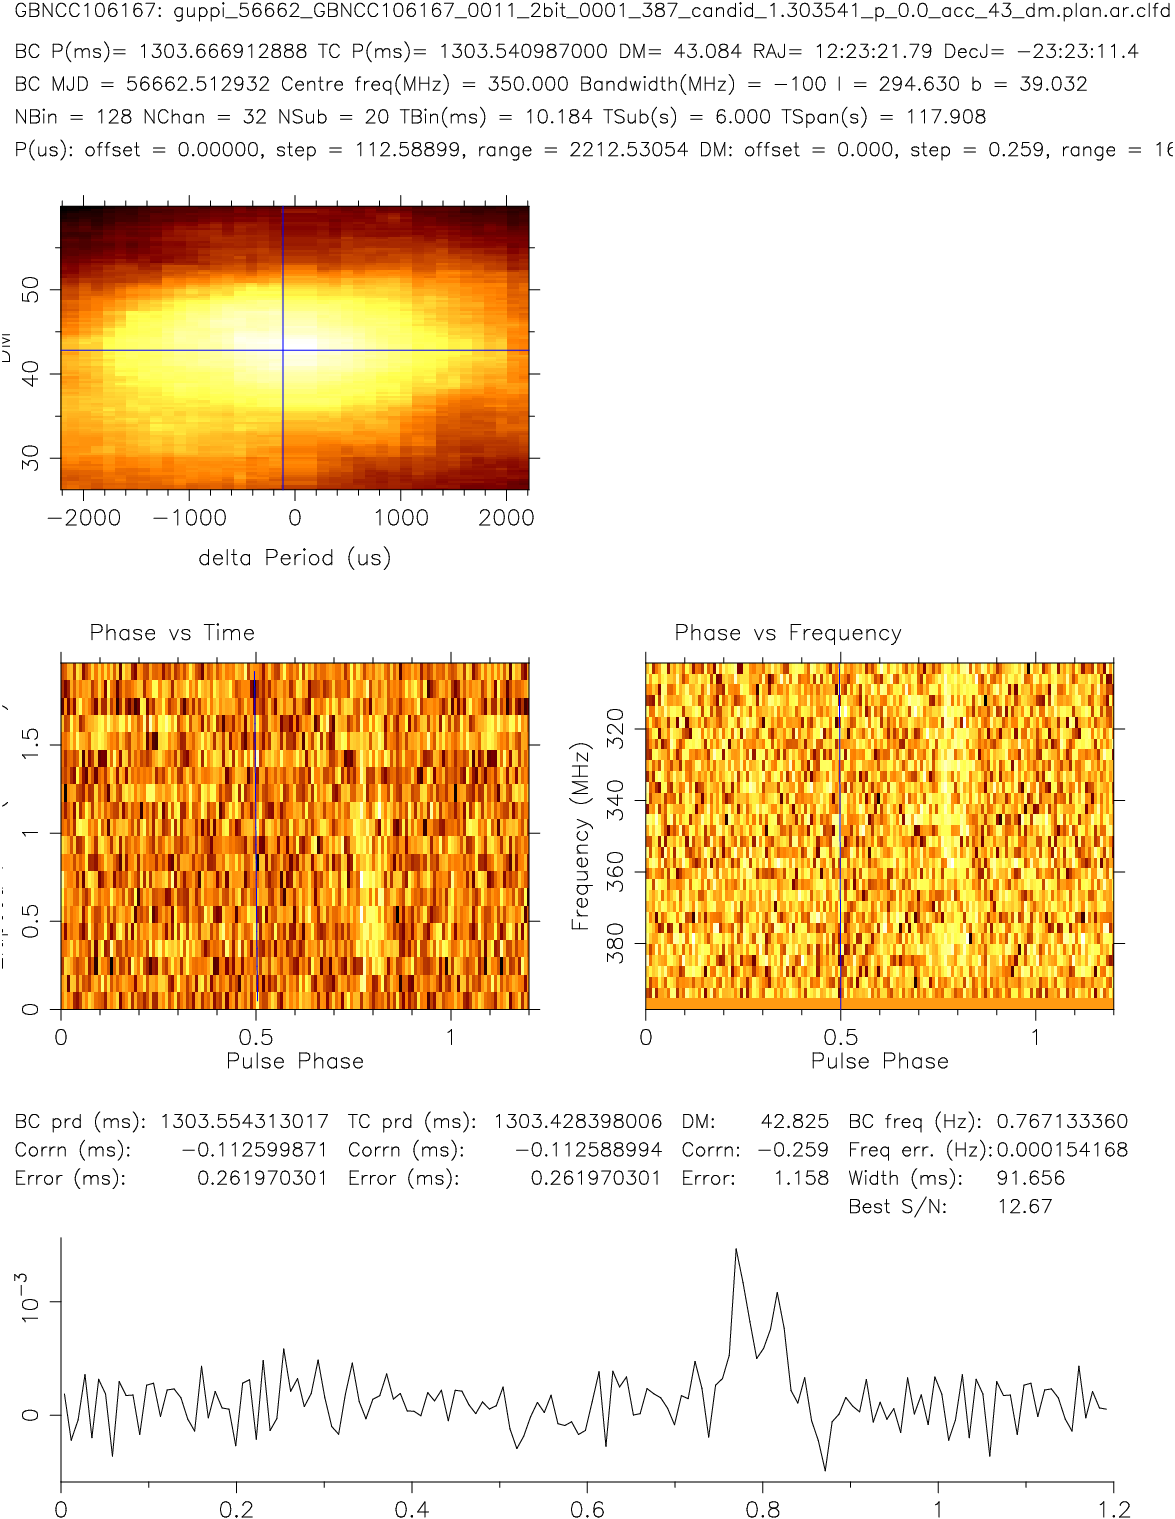 GBNCC106167: guppi_56662_GBNCC106167_0011_2bit_0001_387_candid_1.303541_p_0.0_acc_43_dm.plan.ar.clfd
BC P(ms)= 1303.666912888 TC P(ms)= 1303.540987000 DM= 43.084 RAJ= 12:23:21.79 DecJ= −23:23:11.4
BC MJD = 56662.512932 Centre freq(MHz) = 350.000 Bandwidth(MHz) = −100 l = 294.630 b = 39.032
NBin = 128 NChan = 32 NSub = 20 TBin(ms) = 10.184 TSub(s) = 6.000 TSpan(s) = 117.908
P(us): offset = 0.00000, step = 112.58899, range = 2212.53054 DM: offset = 0.000, step = 0.259, range = 16
DM
50
40
30
−2000 −1000 0 1000 2000
delta Period (us)
Phase vs Time
1.5
1
0.5
0
0 0.5 1
Pulse Phase
Phase vs Frequency
Frequency (MHz)
320
340
360
380
0 0.5 1
Pulse Phase
BC prd (ms): 1303.554313017 TC prd (ms): 1303.428398006 DM: 42.825 BC freq (Hz): 0.767133360
Corrn (ms): −0.112599871 Corrn (ms): −0.112588994 Corrn: −0.259 Freq err. (Hz): 0.000154168
Error (ms): 0.261970301 Error (ms): 0.261970301 Error: 1.158 Width (ms): 91.656
Best S/N: 12.67
10−3
0
0 0.2 0.4 0.6 0.8 1 1.2